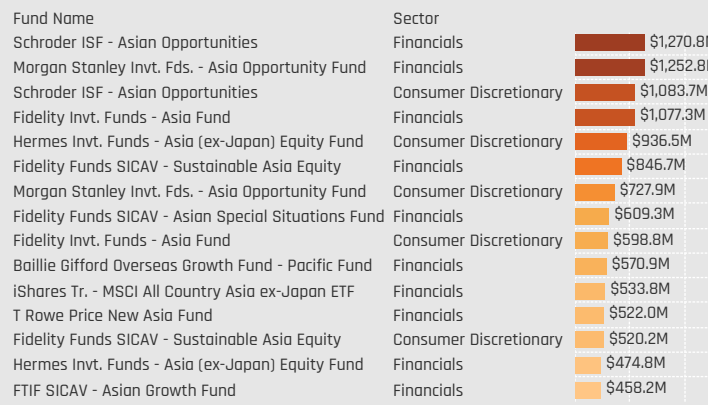 Fund Name Sector
Schroder ISF - Asian Opportunities Financials $1,270.8M
Morgan Stanley Invt. Fds. - Asia Opportunity Fund Financials $1,252.8M
Schroder ISF - Asian Opportunities Consumer Discretionary $1,083.7M
Fidelity Invt. Funds - Asia Fund Financials $1,077.3M
Hermes Invt. Funds - Asia (ex-Japan) Equity Fund Consumer Discretionary $936.5M
Fidelity Funds SICAV - Sustainable Asia Equity Financials $846.7M
Morgan Stanley Invt. Fds. - Asia Opportunity Fund Consumer Discretionary $727.9M
Fidelity Funds SICAV - Asian Special Situations Fund Financials $609.3M
Fidelity Invt. Funds - Asia Fund Consumer Discretionary $598.8M
Baillie Gifford Overseas Growth Fund - Pacific Fund Financials $570.9M
iShares Tr. - MSCI All Country Asia ex-Japan ETF Financials $533.8M
T Rowe Price New Asia Fund Financials $522.0M
Fidelity Funds SICAV - Sustainable Asia Equity Consumer Discretionary $520.2M
Hermes Invt. Funds - Asia (ex-Japan) Equity Fund Financials $474.8M
FTIF SICAV - Asian Growth Fund Financials $458.2M